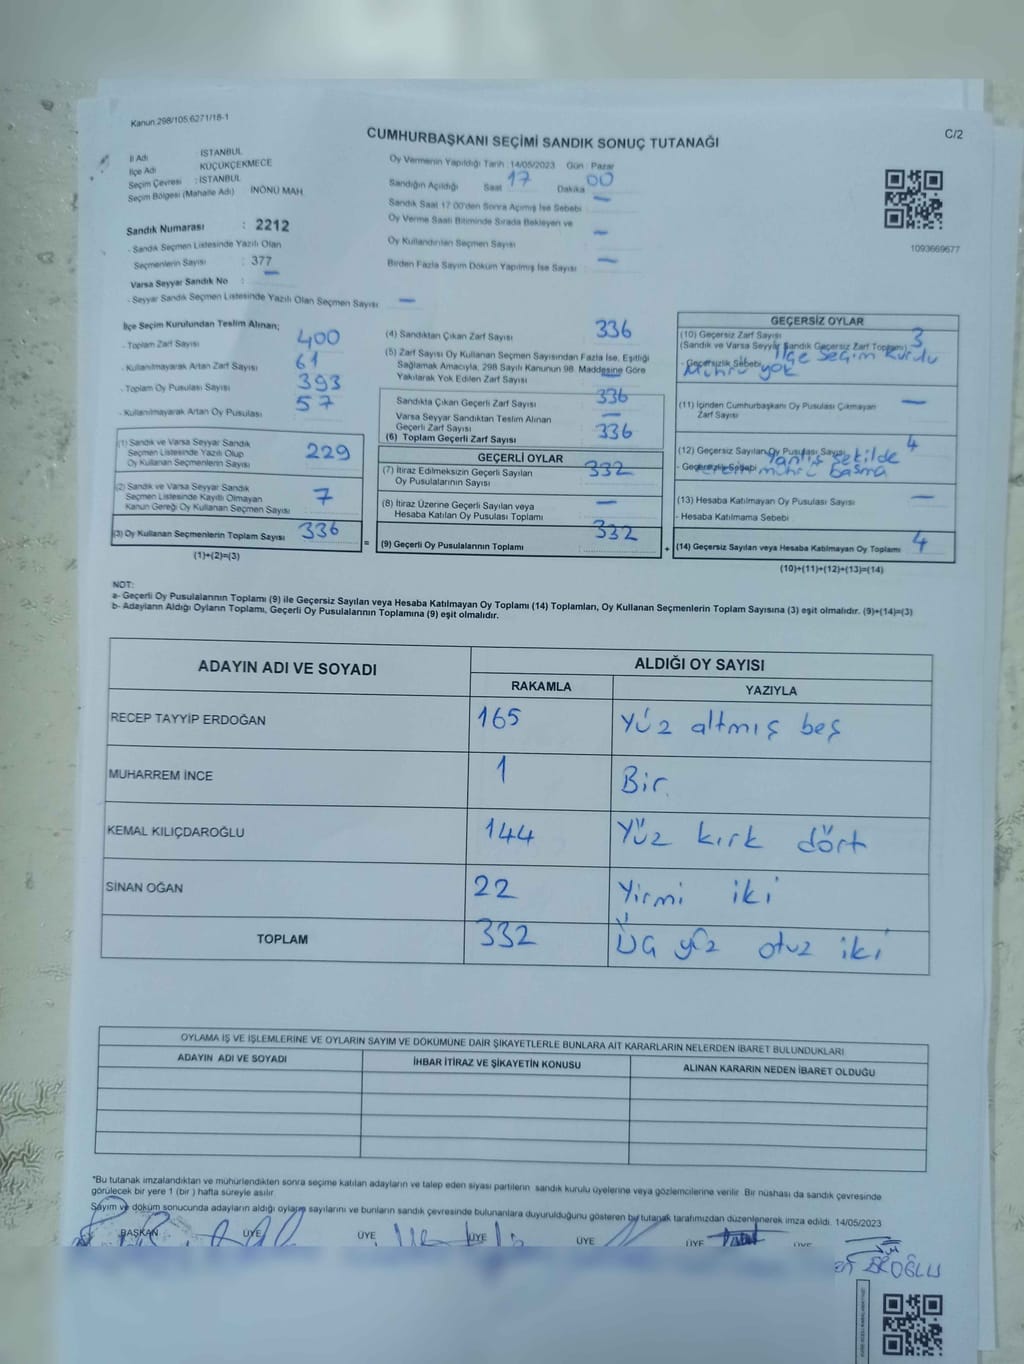 Kanun.298/105,6271/18-1
CUMHURBAŞKANI SEÇİMİ SANDIK SONUÇ TUTANAĞI
C/2
İl Adı İSTANBUL
İlçe Adı KÜÇÜKÇEKMECE
Seçim Çevresi : İSTANBUL
Seçim Bölgesi (Mahalle Adı) İNÖNÜ MAH.
Sandık Numarası : 2212
- Sandık Seçmen Listesinde Yazılı Olan
Seçmenlerin Sayısı : 377
Varsa Seyyar Sandık No : —
- Seyyar Sandık Seçmen Listesinde Yazılı Olan Seçmen Sayısı —
Oy Vermenin Yapıldığı Tarih :14/05/2023 Gün : Pazar
Sandığın Açıldığı Saat 17 Dakika 00
Sandık Saat 17:00'den Sonra Açılmış İse Sebebi —
Oy Verme Saati Bitiminde Sırada Bekleyen ve
Oy Kullandırılan Seçmen Sayısı —
Birden Fazla Sayım Döküm Yapılmış İse Sayısı —
1093669677
İlçe Seçim Kurulundan Teslim Alınan;
- Toplam Zarf Sayısı 400
- Kullanılmayarak Artan Zarf Sayısı 61
- Toplam Oy Pusulası Sayısı 393
- Kullanılmayarak Artan Oy Pusulası 57
(1) Sandık ve Varsa Seyyar Sandık
Seçmen Listesinde Yazılı Olup
Oy Kullanan Seçmenlerin Sayısı 229
(2) Sandık ve Varsa Seyyar Sandık
Seçmen Listesinde Kayıtlı Olmayan
Kanun Gereği Oy Kullanan Seçmen Sayısı 7
(3) Oy Kullanan Seçmenlerin Toplam Sayısı 336
(1)+(2)=(3)
(4) Sandıktan Çıkan Zarf Sayısı 336
(5) Zarf Sayısı Oy Kullanan Seçmen Sayısından Fazla İse, Eşitliği
Sağlamak Amacıyla, 298 Sayılı Kanunun 98. Maddesine Göre
Yakılarak Yok Edilen Zarf Sayısı —
Sandıkta Çıkan Geçerli Zarf Sayısı 336
Varsa Seyyar Sandıktan Teslim Alınan
Geçerli Zarf Sayısı —
(6) Toplam Geçerli Zarf Sayısı 336
GEÇERLİ OYLAR
(7) İtiraz Edilmeksizin Geçerli Sayılan
Oy Pusulalarının Sayısı 332
(8) İtiraz Üzerine Geçerli Sayılan veya
Hesaba Katılan Oy Pusulası Toplamı —
= (9) Geçerli Oy Pusulalarının Toplamı 332
GEÇERSİZ OYLAR
(10) Geçersiz Zarf Sayısı 3
(Sandık ve Varsa Seyyar Sandık Geçersiz Zarf Toplamı)
- Geçersizlik Sebebi İlçe Seçim Kurulu
Mührü yok
(11) İçinden Cumhurbaşkanı Oy Pusulası Çıkmayan
Zarf Sayısı —
(12) Geçersiz Sayılan Oy Pusulası Sayısı 4
- Geçersizlik Sebebi Yanlış şekilde
mührü basma
(13) Hesaba Katılmayan Oy Pusulası Sayısı —
- Hesaba Katılmama Sebebi
+ (14) Geçersiz Sayılan veya Hesaba Katılmayan Oy Toplamı 4
(10)+(11)+(12)+(13)=(14)
NOT:
a- Geçerli Oy Pusulalarının Toplamı (9) ile Geçersiz Sayılan veya Hesaba Katılmayan Oy Toplamı (14) Toplamları, Oy Kullanan Seçmenlerin Toplam Sayısına (3) eşit olmalıdır. (9)+(14)=(3)
b- Adayların Aldığı Oyların Toplamı, Geçerli Oy Pusulalarının Toplamına (9) eşit olmalıdır.
ADAYIN ADI VE SOYADI ALDIĞI OY SAYISI
RAKAMLA YAZIYLA
RECEP TAYYİP ERDOĞAN 165 Yüz altmış beş
MUHARREM İNCE 1 Bir
KEMAL KILIÇDAROĞLU 144 Yüz kırk dört
SİNAN OĞAN 22 Yirmi iki
TOPLAM 332 Üç yüz otuz iki
OYLAMA İŞ VE İŞLEMLERİNE VE OYLARIN SAYIM VE DÖKÜMÜNE DAİR ŞİKAYETLERLE BUNLARA AİT KARARLARIN NELERDEN İBARET BULUNDUKLARI
ADAYIN ADI VE SOYADI İHBAR İTİRAZ VE ŞİKAYETİN KONUSU ALINAN KARARIN NEDEN İBARET OLDUĞU
*Bu tutanak imzalandıktan ve mühürlendikten sonra seçime katılan adayların ve talep eden siyasi partilerin sandık kurulu üyelerine veya gözlemcilerine verilir. Bir nüshası da sandık çevresinde
görülecek bir yere 1 (bir) hafta süreyle asılır.
Sayım ve döküm sonucunda adayların aldığı oyların sayılarını ve bunların sandık çevresinde bulunanlara duyurulduğunu gösteren bu tutanak tarafımızdan düzenlenerek imza edildi. 14/05/2023
BAŞKAN ÜYE ÜYE ÜYE ÜYE ÜYE ÜYE
EROĞLU